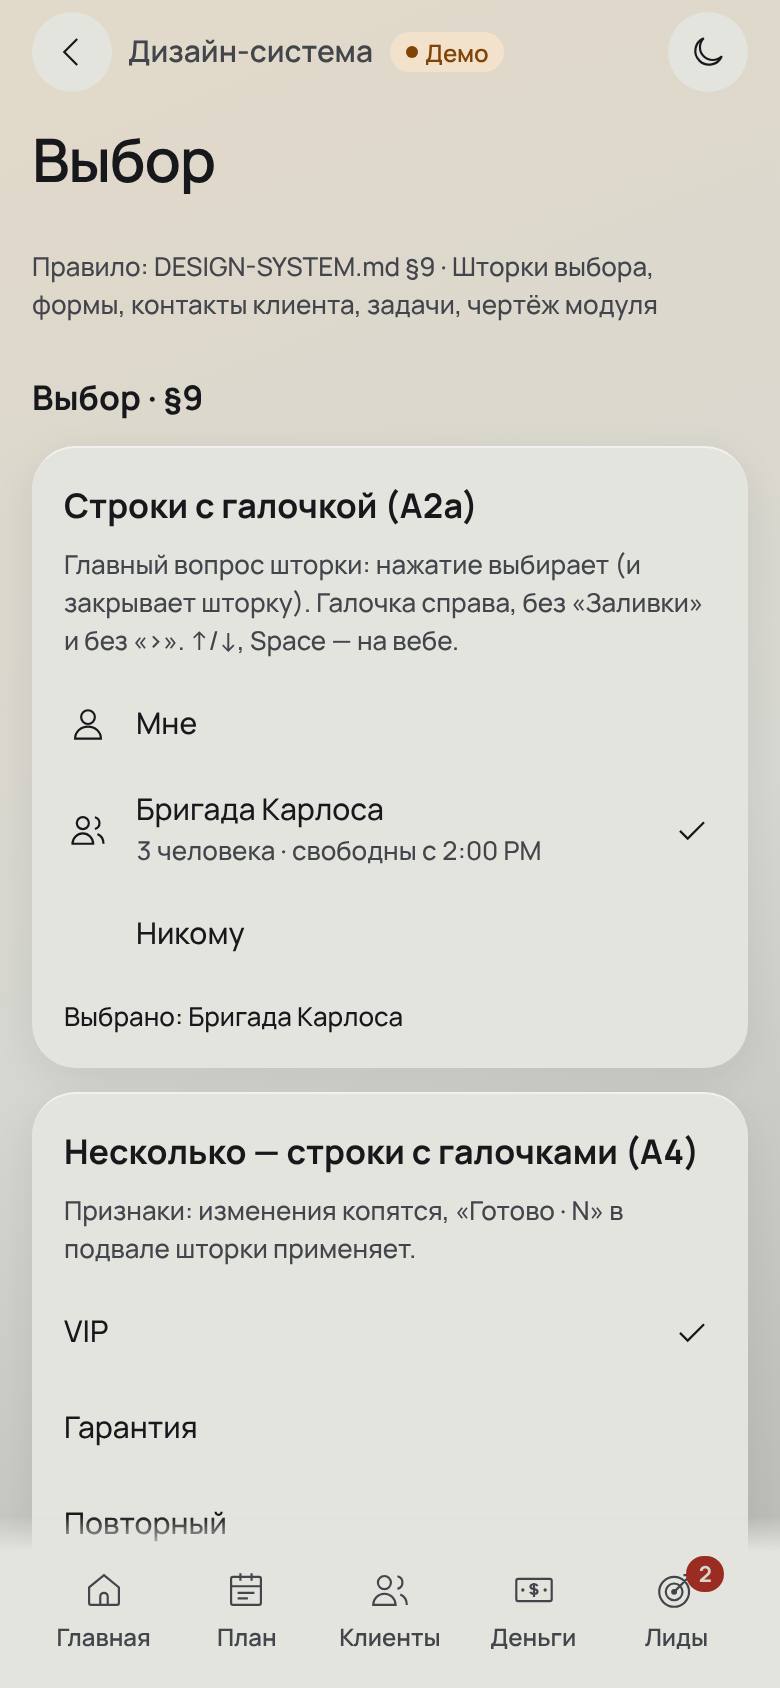 Дизайн-система
Демо
Выбор
Правило: DESIGN-SYSTEM.md §9 · Шторки выбора,
формы, контакты клиента, задачи, чертёж модуля
Выбор · §9
Строки с галочкой (A2a)
Главный вопрос шторки: нажатие выбирает (и
закрывает шторку). Галочка справа, без «Заливки»
и без «›». ↑/↓, Space — на вебе.
Мне
Бригада Карлоса
3 человека · свободны с 2:00 PM
Никому
Выбрано: Бригада Карлоса
Несколько — строки с галочками (A4)
Признаки: изменения копятся, «Готово · N» в
подвале шторки применяет.
VIP
Гарантия
Повторный
2
Главная
План
Клиенты
Деньги
Лиды